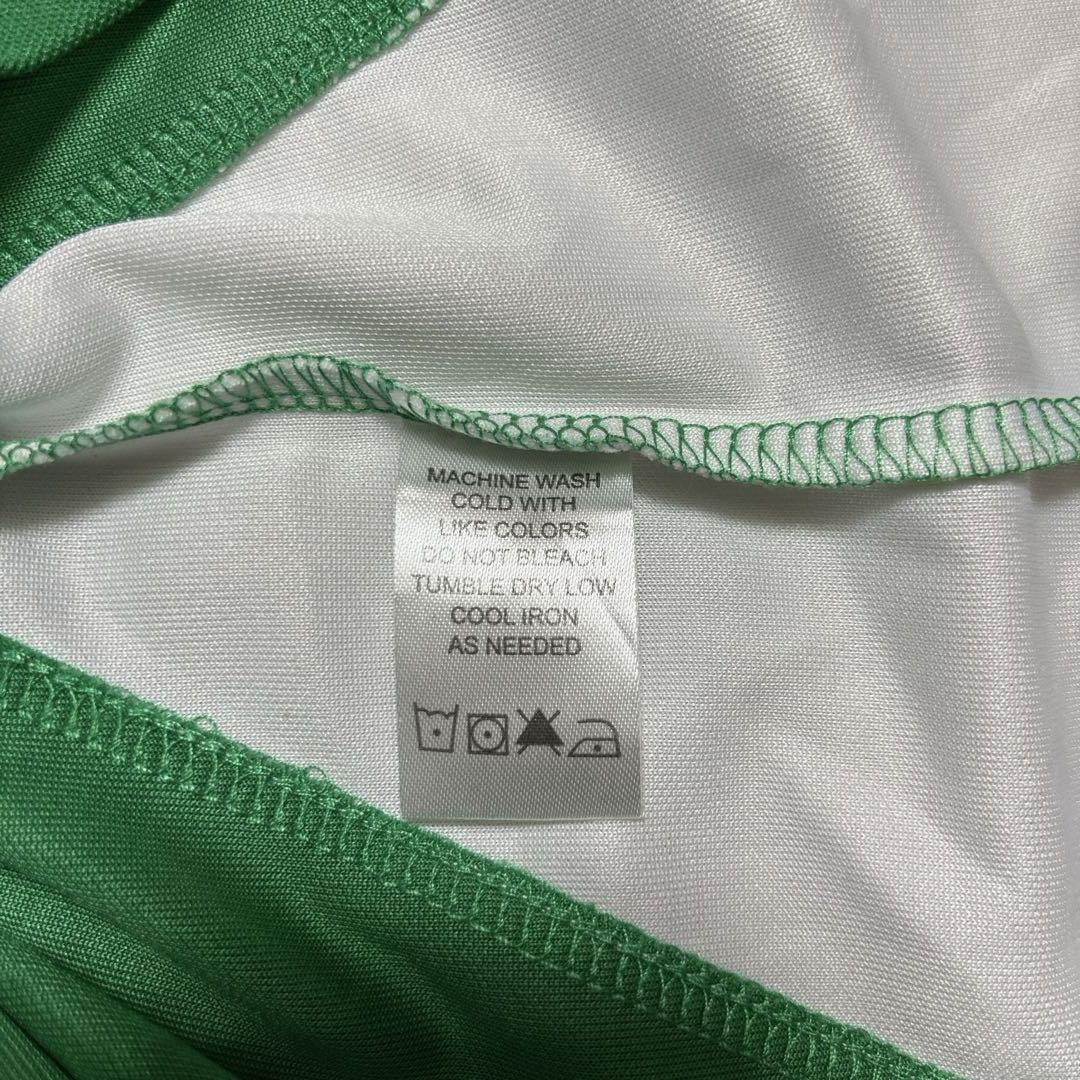 MACHINE WASH
COLD WITH
LIKE COLORS
DO NOT BLEACH
TUMBLE DRY LOW
COOL IRON
AS NEEDED